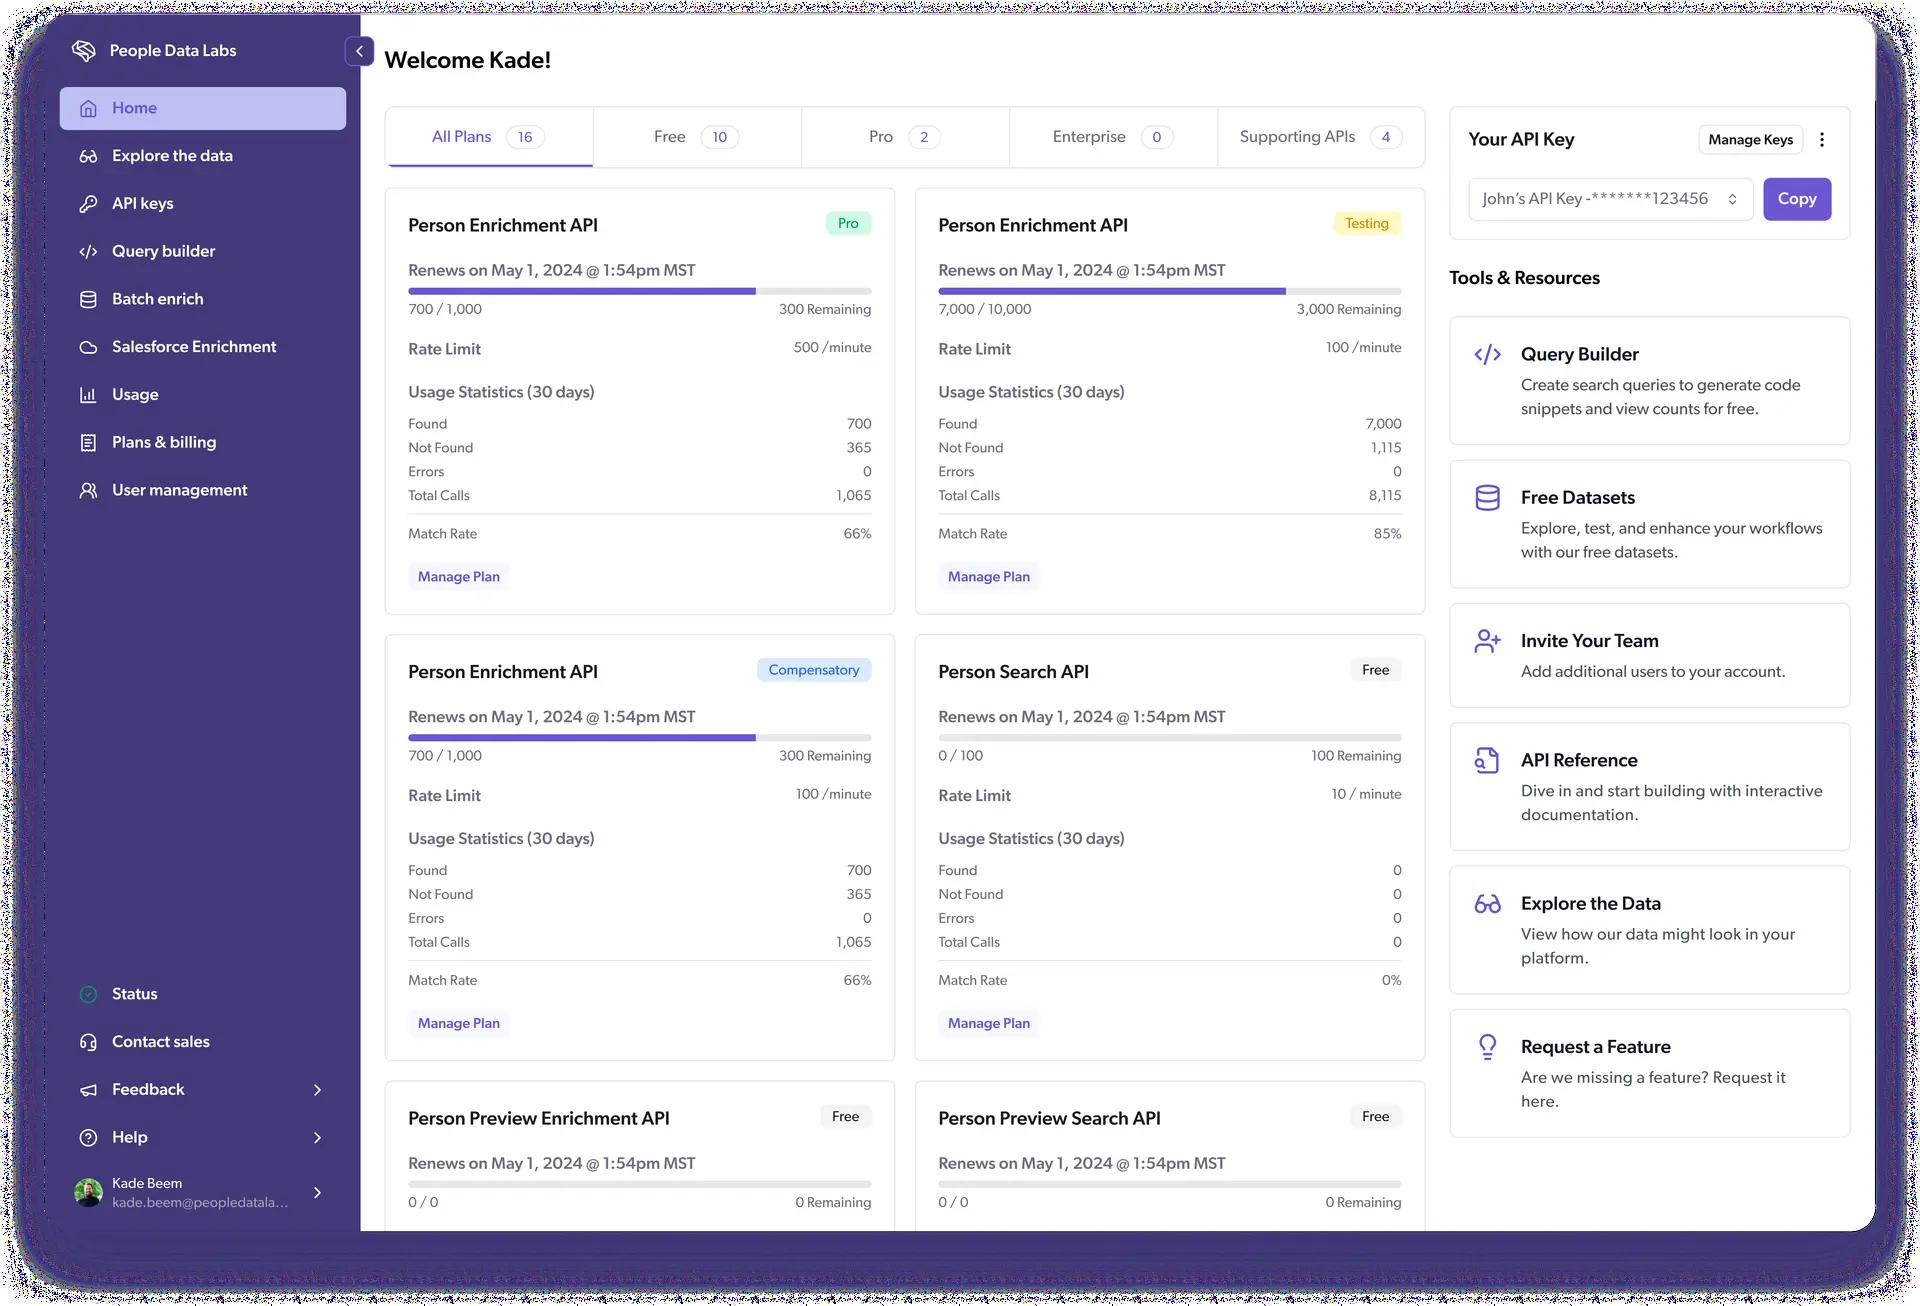 People Data Labs
Home
Explore the data
API keys
Query builder
Batch enrich
Salesforce Enrichment
Usage
Plans & billing
User management
Status
Contact sales
Feedback
Help
Kade Beem
kade.beem@peopledatala...
Welcome Kade!
All Plans 16
Free 10
Pro 2
Enterprise 0
Supporting APIs 4
Person Enrichment API Pro
Renews on May 1, 2024 @ 1:54pm MST
700 / 1,000 300 Remaining
Rate Limit 500 /minute
Usage Statistics (30 days)
Found 700
Not Found 365
Errors 0
Total Calls 1,065
Match Rate 66%
Manage Plan
Person Enrichment API Testing
Renews on May 1, 2024 @ 1:54pm MST
7,000 / 10,000 3,000 Remaining
Rate Limit 100 /minute
Usage Statistics (30 days)
Found 7,000
Not Found 1,115
Errors 0
Total Calls 8,115
Match Rate 85%
Manage Plan
Person Enrichment API Compensatory
Renews on May 1, 2024 @ 1:54pm MST
700 / 1,000 300 Remaining
Rate Limit 100 /minute
Usage Statistics (30 days)
Found 700
Not Found 365
Errors 0
Total Calls 1,065
Match Rate 66%
Manage Plan
Person Search API Free
Renews on May 1, 2024 @ 1:54pm MST
0 / 100 100 Remaining
Rate Limit 10 / minute
Usage Statistics (30 days)
Found 0
Not Found 0
Errors 0
Total Calls 0
Match Rate 0%
Manage Plan
Person Preview Enrichment API Free
Renews on May 1, 2024 @ 1:54pm MST
0 / 0 0 Remaining
Person Preview Search API Free
Renews on May 1, 2024 @ 1:54pm MST
0 / 0 0 Remaining
Your API Key Manage Keys
John's API Key -*******123456 Copy
Tools & Resources
Query Builder
Create search queries to generate code
snippets and view counts for free.
Free Datasets
Explore, test, and enhance your workflows
with our free datasets.
Invite Your Team
Add additional users to your account.
API Reference
Dive in and start building with interactive
documentation.
Explore the Data
View how our data might look in your
platform.
Request a Feature
Are we missing a feature? Request it
here.